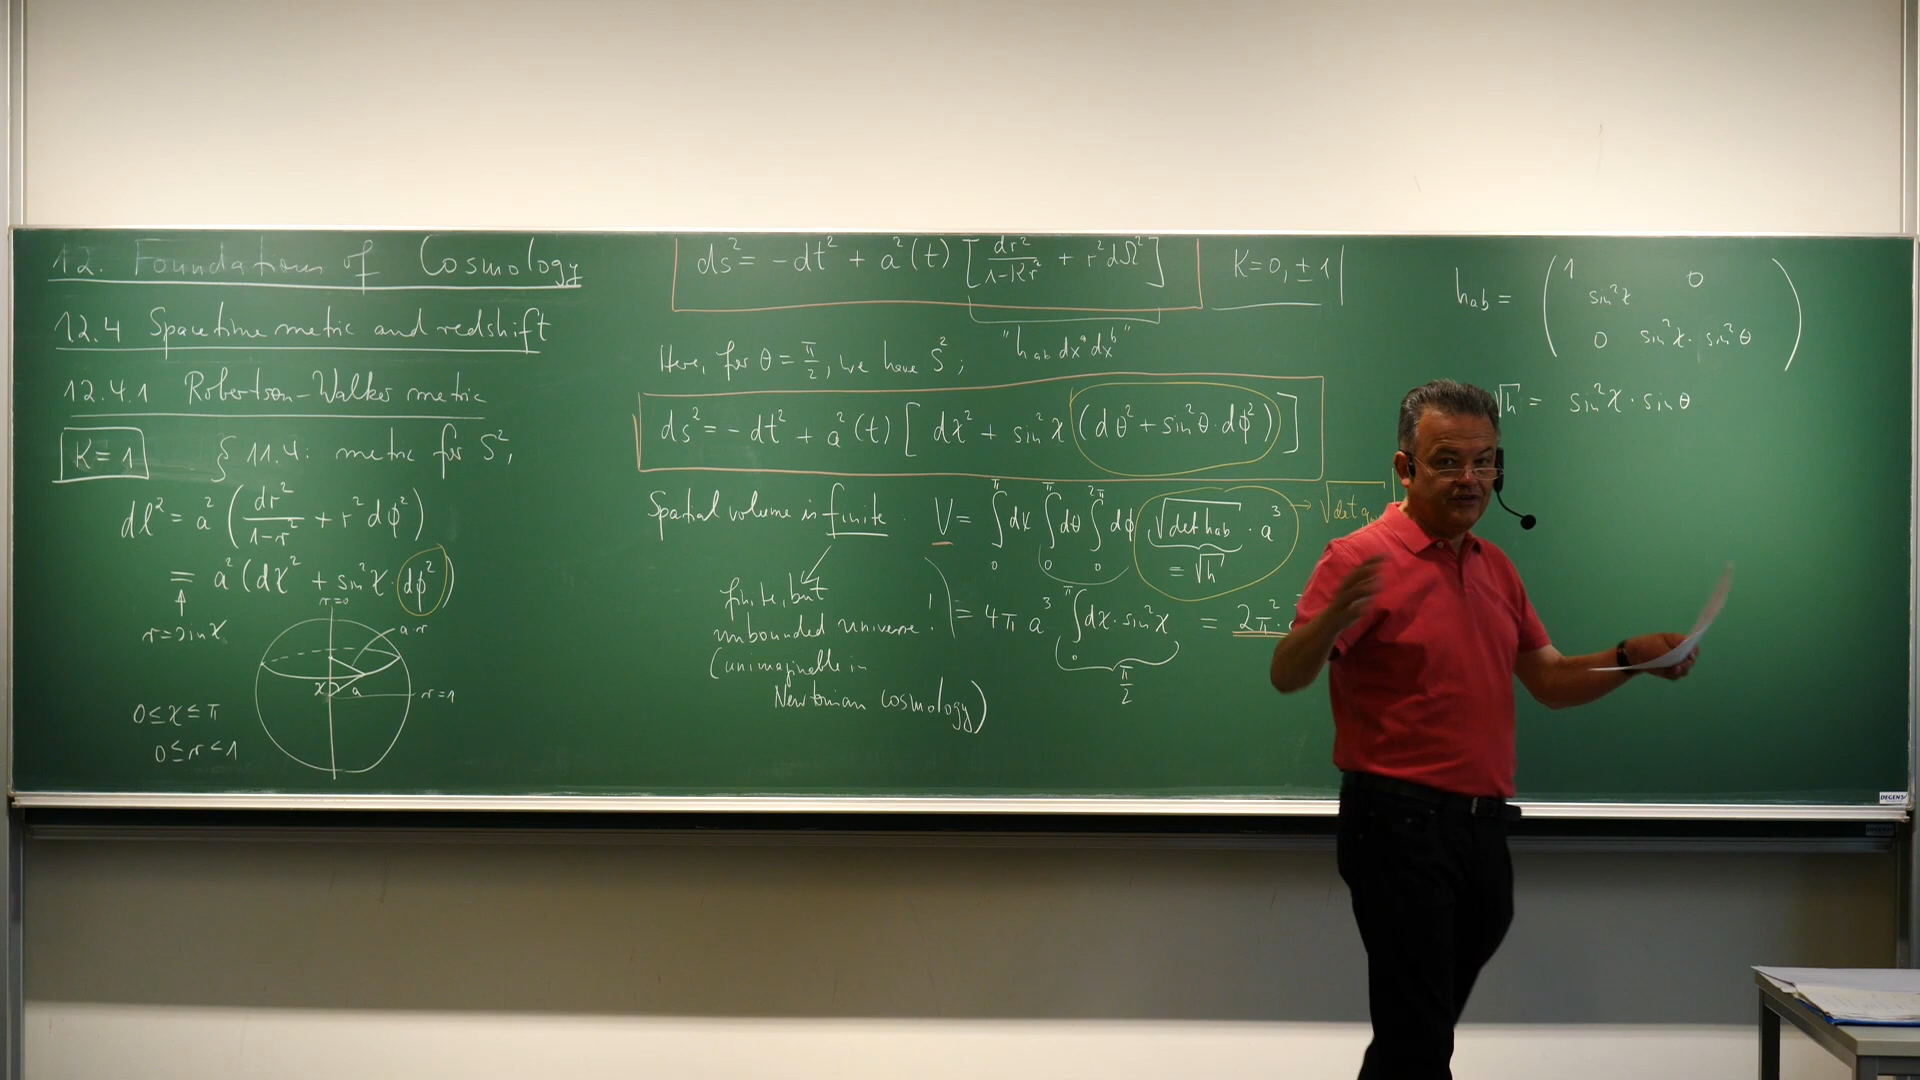 12. Foundations of Cosmology
12.4 Spacetime metric and redshift
12.4.1 Robertson-Walker metric
K=1 § 11.4: metric for S²,
dl² = a² (dr²/(1-r²) + r² dϕ²)
= a² (dχ² + sin²χ · dϕ²)
↑
r = sin χ
r=0
a·r
χ a r=1
0 ≤ χ ≤ π
0 ≤ r < 1
ds² = -dt² + a²(t) [dr²/(1-Kr²) + r² dΩ²] K=0, ±1
"h_ab dx^a dx^b"
Here, for θ = π/2, we have S²;
ds² = -dt² + a²(t) [dχ² + sin²χ (dθ² + sin²θ · dϕ²)]
Spatial volume is finite: V = ∫₀^π dχ ∫₀^π dθ ∫₀^2π dϕ √det h_ab · a³ → √det g
= √h
finite, but
unbounded universe!
(unimaginable in
Newtonian cosmology)
= 4π a³ ∫₀^π dχ · sin²χ = 2π² ·
π/2
h_ab = (1 0
sin²χ
0 sin²χ · sin²θ)
√h = sin²χ · sin θ
DEGEN